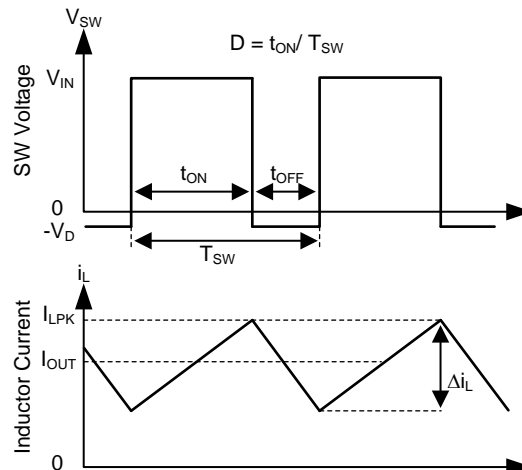 V_SW
D = t_ON/ T_SW
V_IN
SW Voltage
t_ON
t_OFF
0
-V_D
T_SW
i_L
I_LPK
I_OUT
Inductor Current
Δi_L
0